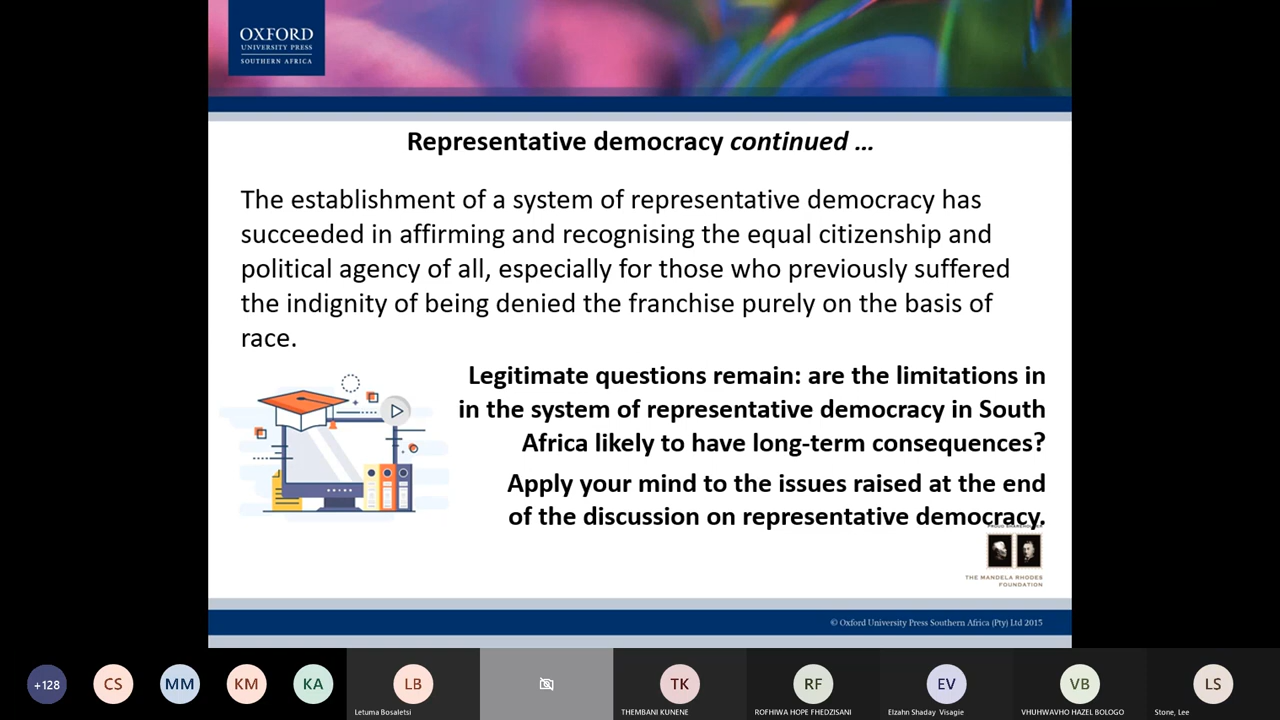 OXFORD
UNIVERSITY PRESS
SOUTHERN AFRICA
Representative democracy continued ...
The establishment of a system of representative democracy has
succeeded in affirming and recognising the equal citizenship and
political agency of all, especially for those who previously suffered
the indignity of being denied the franchise purely on the basis of
race.
Legitimate questions remain: are the limitations in
in the system of representative democracy in South
Africa likely to have long-term consequences?
Apply your mind to the issues raised at the end
of the discussion on representative democracy.
PROUD SHAREHOLDER
THE MANDELA RHODES
FOUNDATION
© Oxford University Press Southern Africa (Pty) Ltd 2015
+128
CS
MM
KM
KA
LB
TK
RF
EV
VB
LS
Letuma Bosaletsi
THEMBANI KUNENE
ROFHIWA HOPE FHEDZISANI
Elzahn Shaday Visagie
VHUHWAVHO HAZEL BOLOGO
Stone, Lee